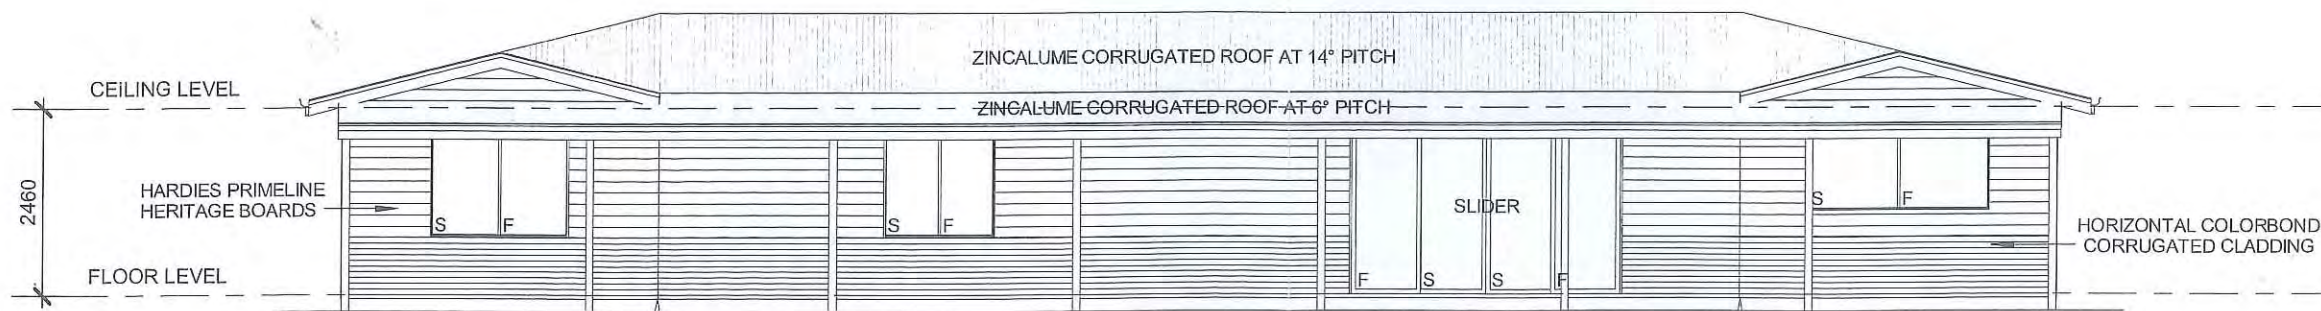 ZINCALUME CORRUGATED ROOF AT 14° PITCH
CEILING LEVEL
ZINCALUME CORRUGATED ROOF AT 6° PITCH
2460
HARDIES PRIMELINE
HERITAGE BOARDS
S F
S F
SLIDER
F S S F
S F
HORIZONTAL COLORBOND
CORRUGATED CLADDING
FLOOR LEVEL